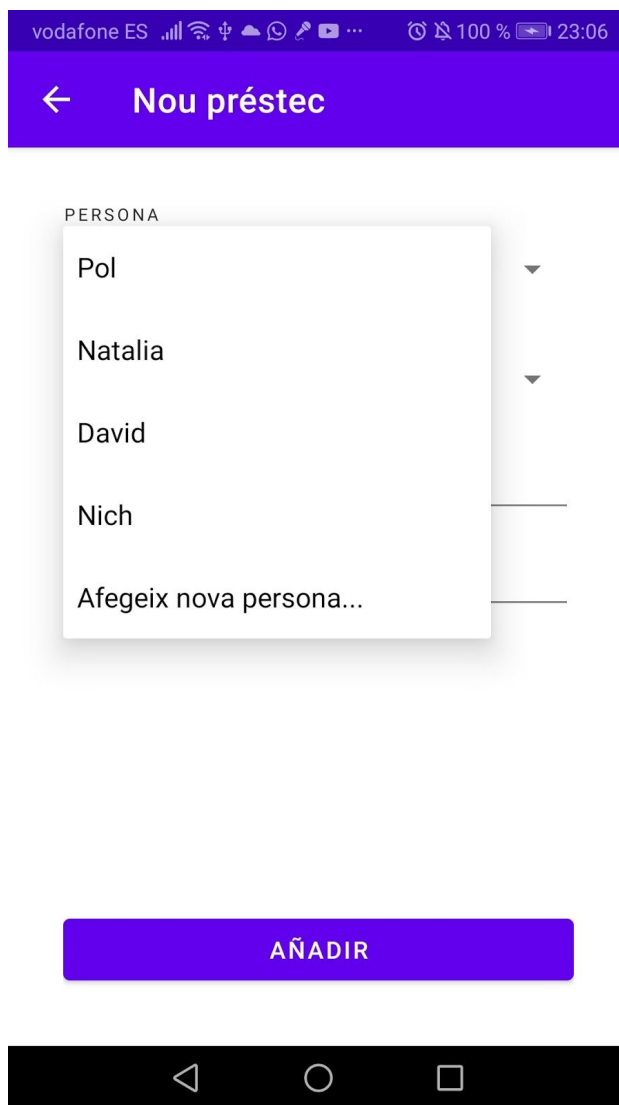 vodafone ES 100 % 23:06
Nou préstec
PERSONA
Pol
Natalia
David
Nich
Afegeix nova persona...
AÑADIR